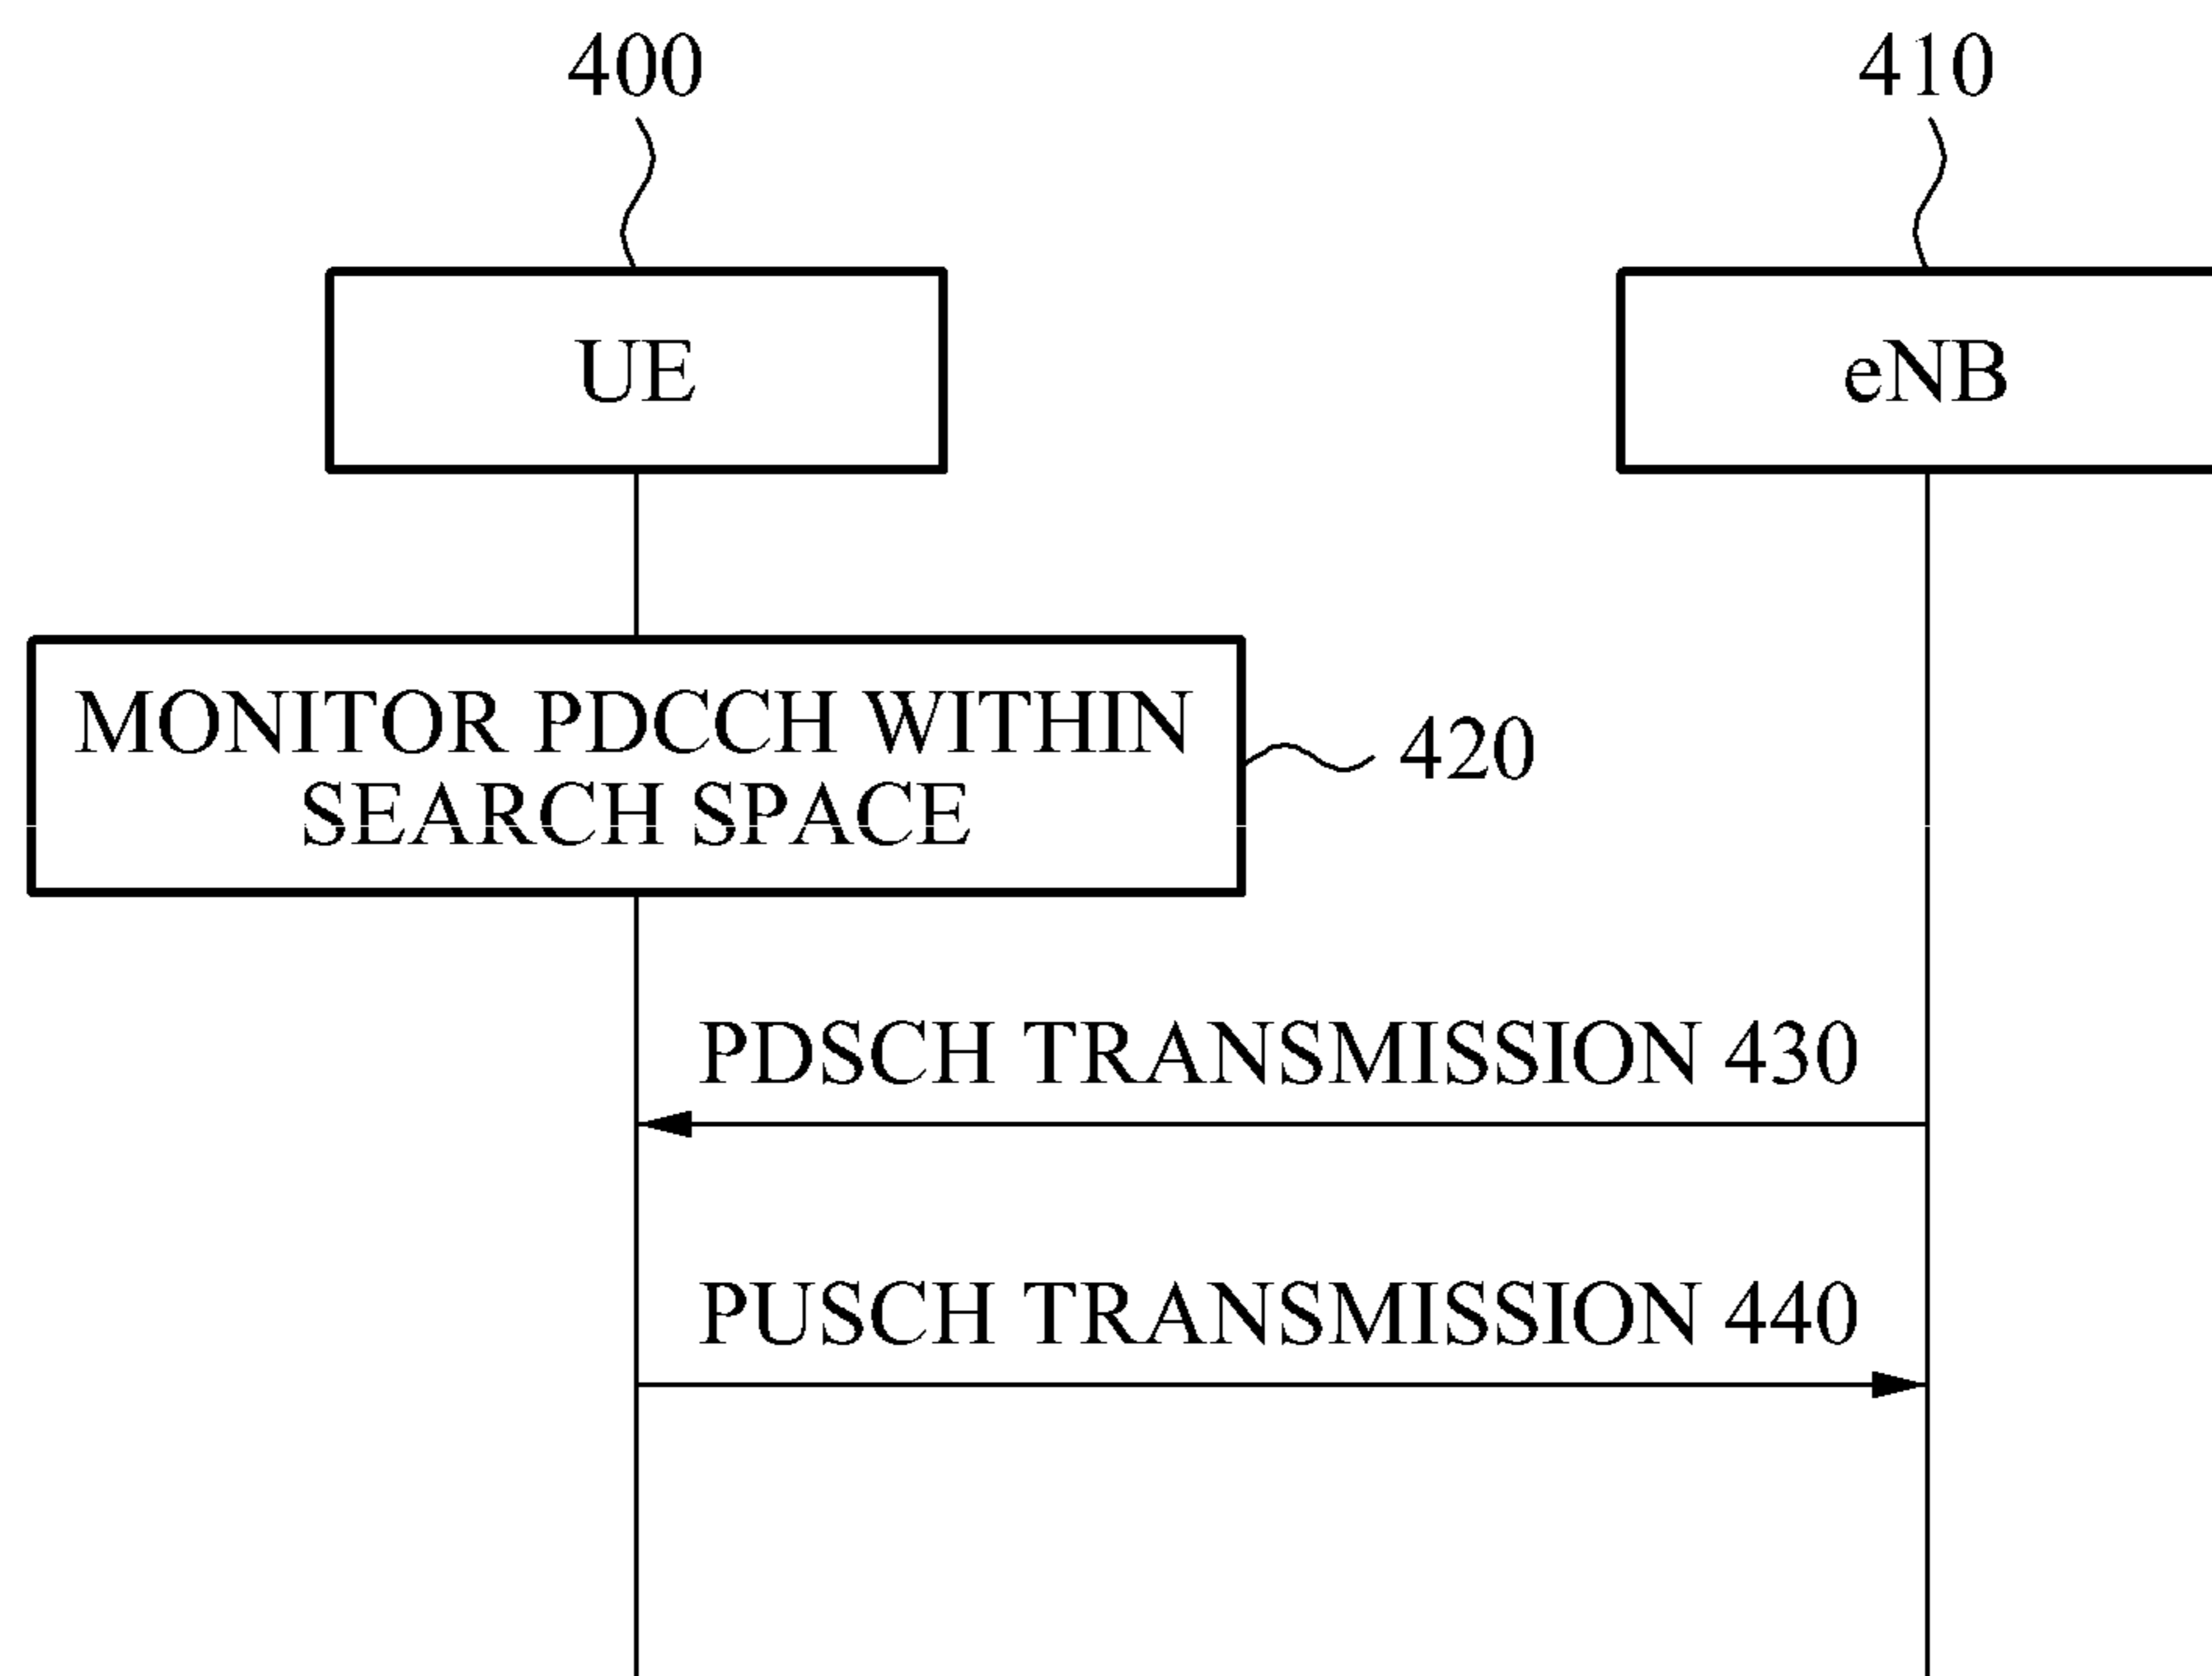 400
410
UE
eNB
MONITOR PDCCH WITHIN
SEARCH SPACE
420
PDSCH TRANSMISSION 430
PUSCH TRANSMISSION 440